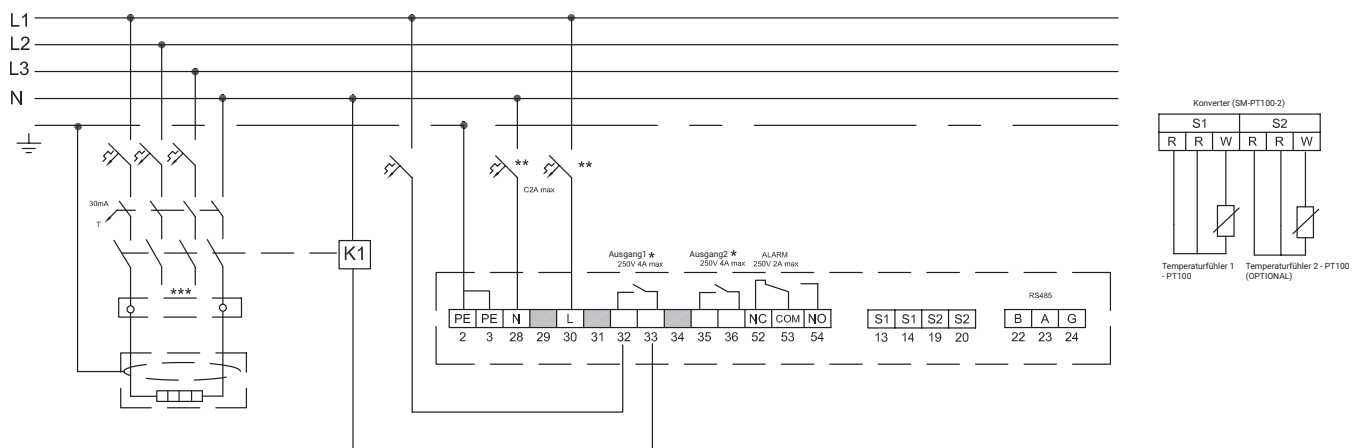 L1
L2
L3
N
30mA
T
K1
***
**
**
C2A max
Ausgang1 *
250V 4A max
Ausgang2 *
250V 4A max
ALARM
250V 2A max
PE PE N L NC COM NO
2 3 28 29 30 31 32 33 34 35 36 52 53 54
S1 S1 S2 S2
13 14 19 20
RS485
B A G
22 23 24
Konverter (SM-PT100-2)
S1 S2
R R W R R W
Temperaturfühler 1
- PT100
Temperaturfühler 2 - PT100
(OPTIONAL)